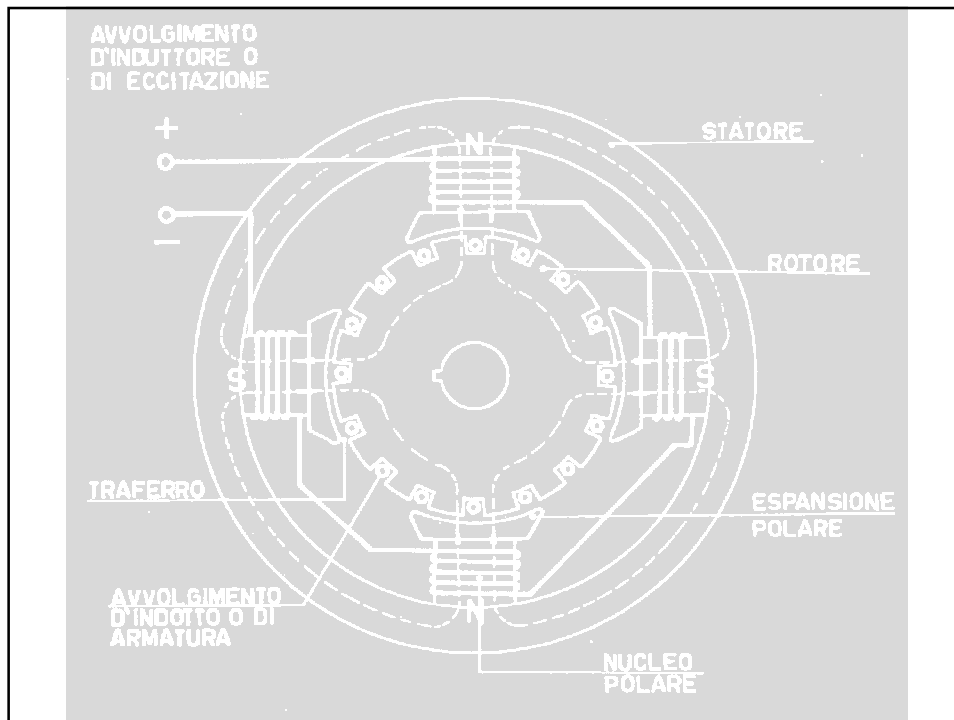 AVVOLGIMENTO
D'INDUTTORE O
DI ECCITAZIONE
+
N
STATORE
−
ROTORE
S
S
TRAFERRO
ESPANSIONE
POLARE
AVVOLGIMENTO
D'INDOTTO O DI
ARMATURA
N
NUCLEO
POLARE